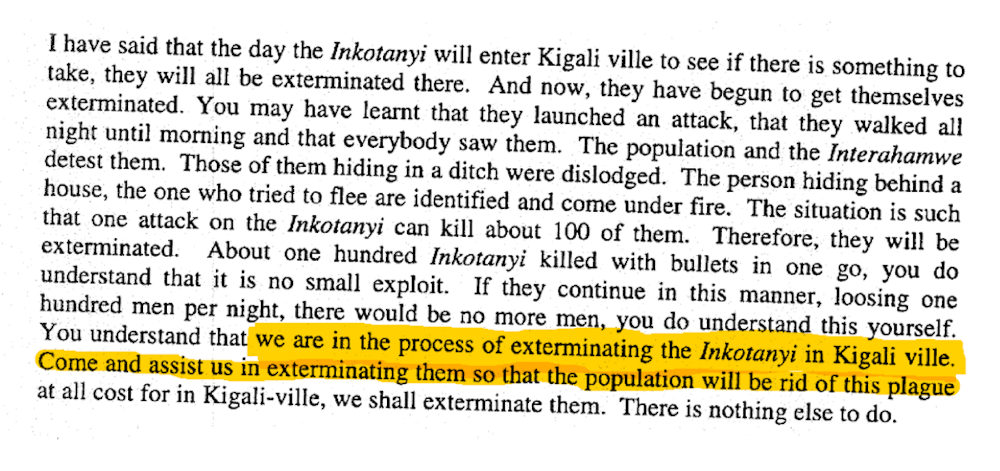 I have said that the day the Inkotanyi will enter Kigali ville to see if there is something to
take, they will all be exterminated there. And now, they have begun to get themselves
exterminated. You may have learnt that they launched an attack, that they walked all
night until morning and that everybody saw them. The population and the Interahamwe
detest them. Those of them hiding in a ditch were dislodged. The person hiding behind a
house, the one who tried to flee are identified and come under fire. The situation is such
that one attack on the Inkotanyi can kill about 100 of them. Therefore, they will be
exterminated. About one hundred Inkotanyi killed with bullets in one go, you do
understand that it is no small exploit. If they continue in this manner, loosing one
hundred men per night, there would be no more men, you do understand this yourself.
You understand that we are in the process of exterminating the Inkotanyi in Kigali ville.
Come and assist us in exterminating them so that the population will be rid of this plague
at all cost for in Kigali-ville, we shall exterminate them. There is nothing else to do.